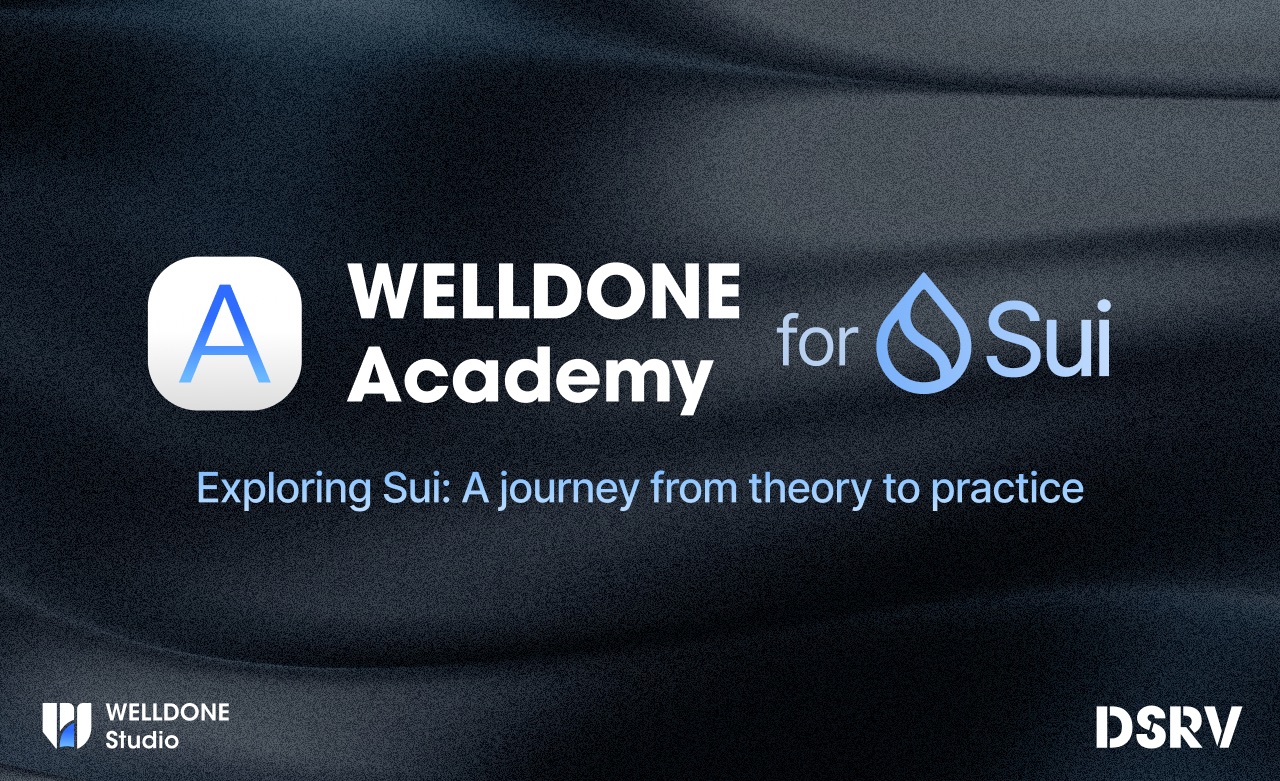 A
WELLDONE
Academy
for Sui
Exploring Sui: A journey from theory to practice
WELLDONE
Studio
DSRV